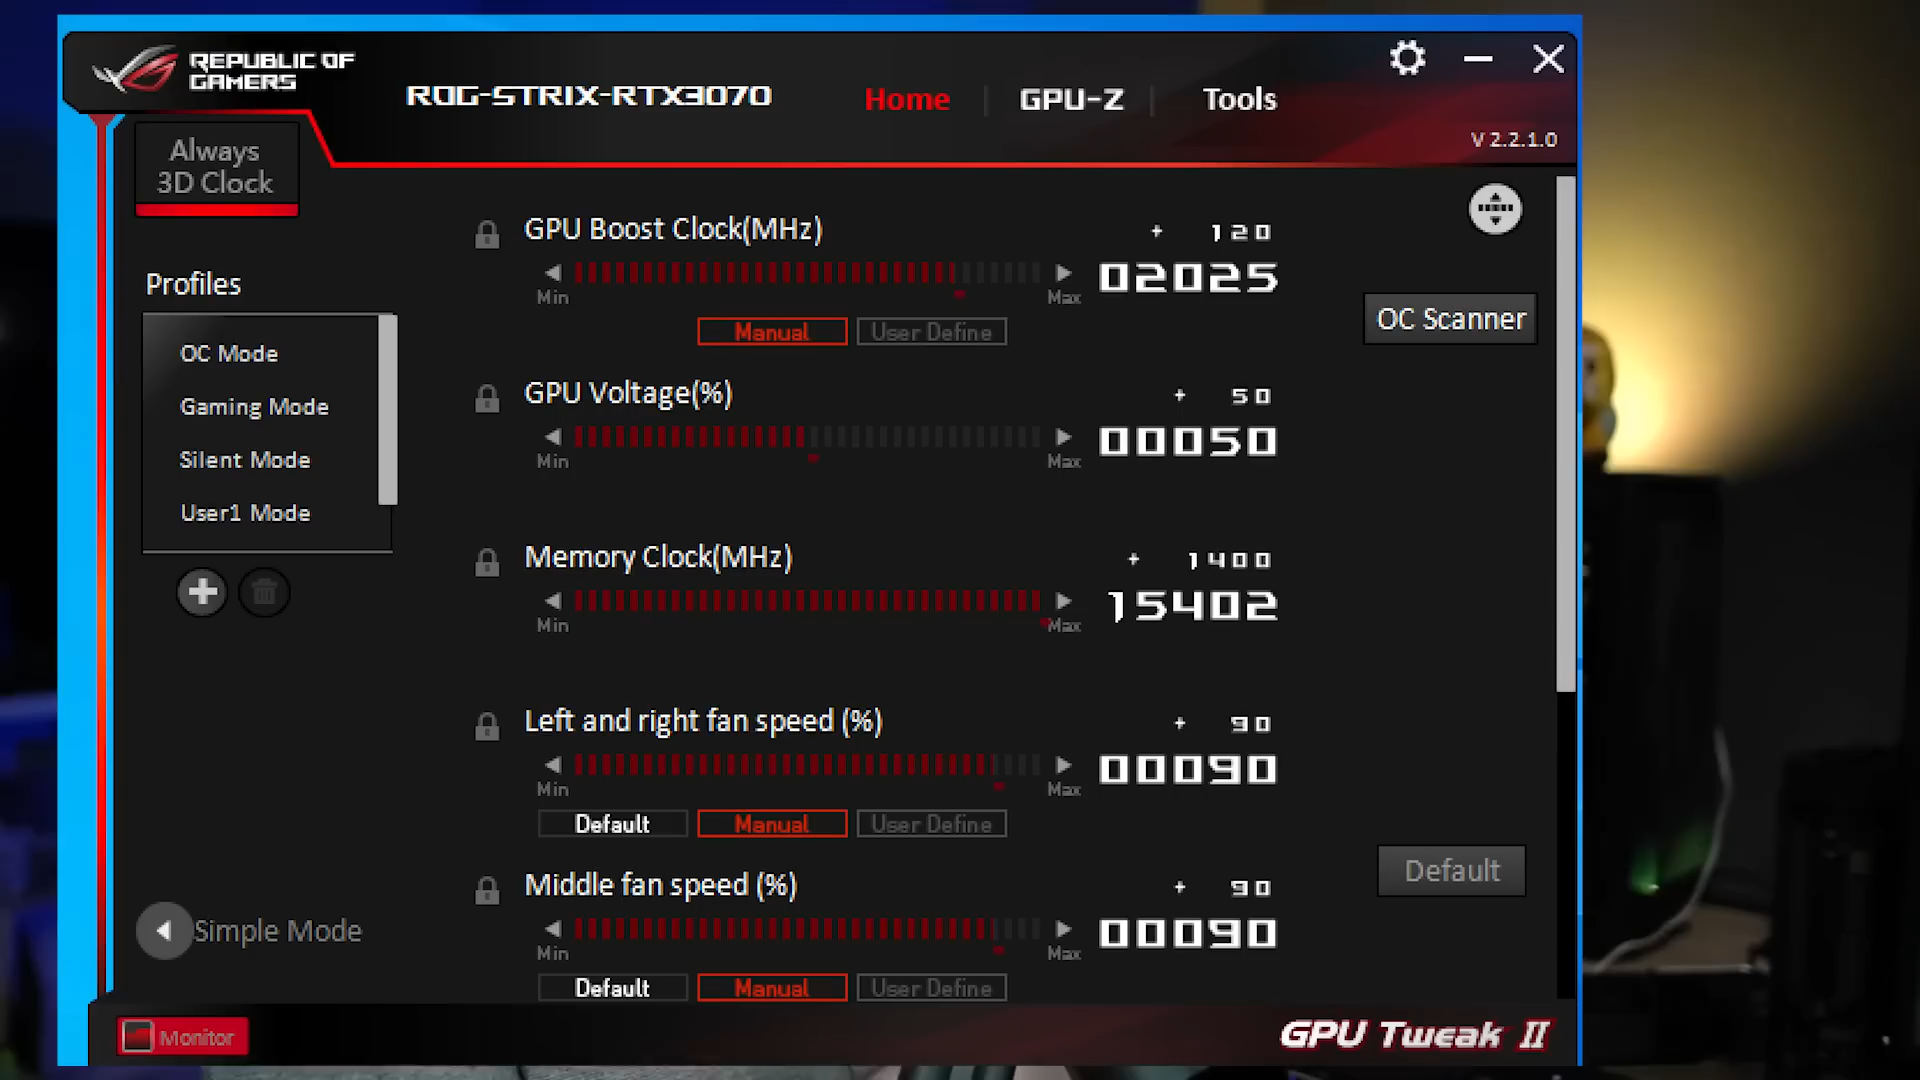 REPUBLIC OF
GAMERS
ROG-STRIX-RTX3070
Home
GPU-Z
Tools
V 2.2.1.0
Always
3D Clock
Profiles
OC Mode
Gaming Mode
Silent Mode
User1 Mode
Simple Mode
GPU Boost Clock(MHz)
+ 120
02025
Min
Max
Manual
User Define
OC Scanner
GPU Voltage(%)
+ 50
00050
Min
Max
Memory Clock(MHz)
+ 1400
15402
Min
Max
Left and right fan speed (%)
+ 90
00090
Min
Max
Default
Manual
User Define
Middle fan speed (%)
+ 90
00090
Min
Max
Default
Manual
User Define
Default
Monitor
GPU Tweak II